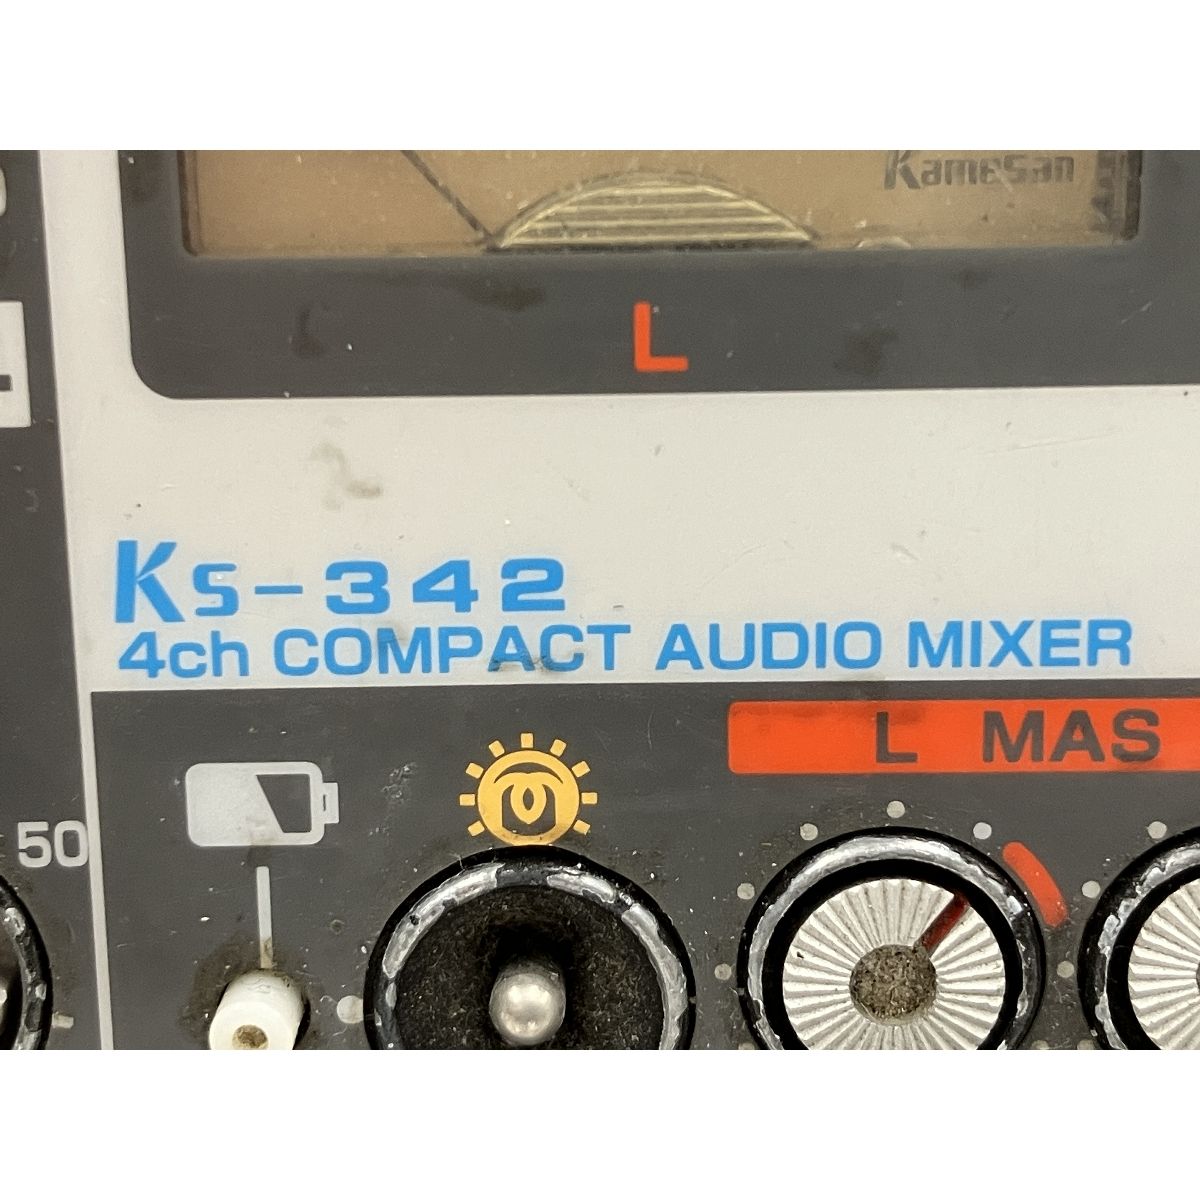 KameSan
L
Ks-342
4ch COMPACT AUDIO MIXER
L MAS
50